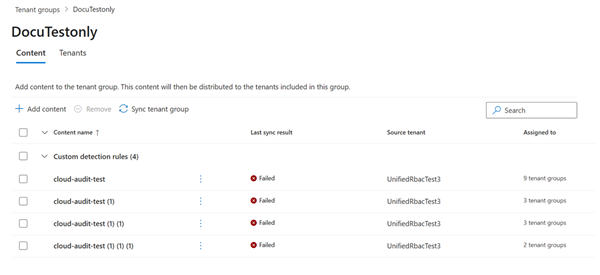 Tenant groups > DocuTestonly
DocuTestonly
Content Tenants
Add content to the tenant group. This content will then be distributed to the tenants included in this group.
Add content Remove Sync tenant group Search
Content name ↑ Last sync result Source tenant Assigned to
Custom detection rules (4)
cloud-audit-test Failed UnifiedRbacTest3 9 tenant groups
cloud-audit-test (1) Failed UnifiedRbacTest3 3 tenant groups
cloud-audit-test (1) (1) Failed UnifiedRbacTest3 3 tenant groups
cloud-audit-test (1) (1) (1) Failed UnifiedRbacTest3 2 tenant groups